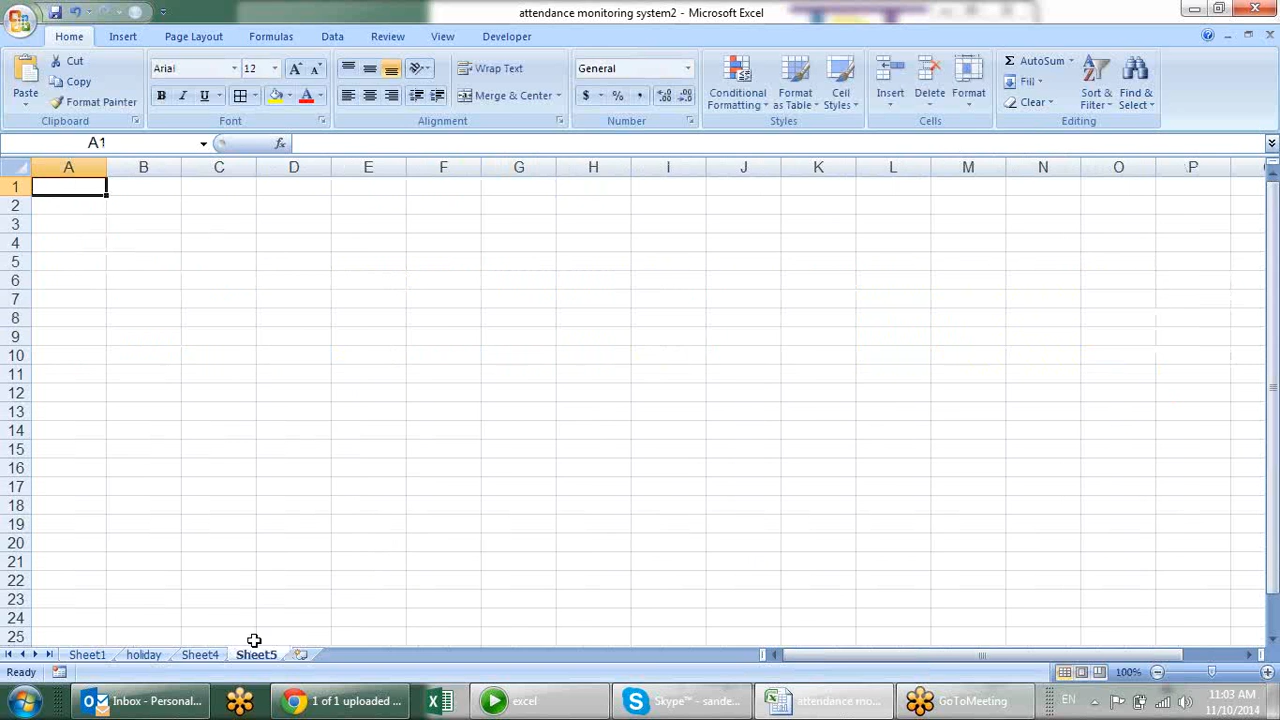 attendance monitoring system2 - Microsoft Excel
Home Insert Page Layout Formulas Data Review View Developer
Paste
Cut
Copy
Format Painter
Clipboard
Arial 12
B I U A
Font
Wrap Text
Merge & Center
Alignment
General
$ % ,
Number
Conditional Formatting
Format as Table
Cell Styles
Styles
Insert Delete Format
Cells
Σ AutoSum
Fill
Clear
Sort & Filter
Find & Select
Editing
A1 fx
A B C D E F G H I J K L M N O P
1
2
3
4
5
6
7
8
9
10
11
12
13
14
15
16
17
18
19
20
21
22
23
24
25
Sheet1 holiday Sheet4 Sheet5
Ready 100%
Inbox - Personal...
1 of 1 uploaded ...
excel
Skype™ - sande...
attendance mo...
GoToMeeting
EN
11:03 AM
11/10/2014